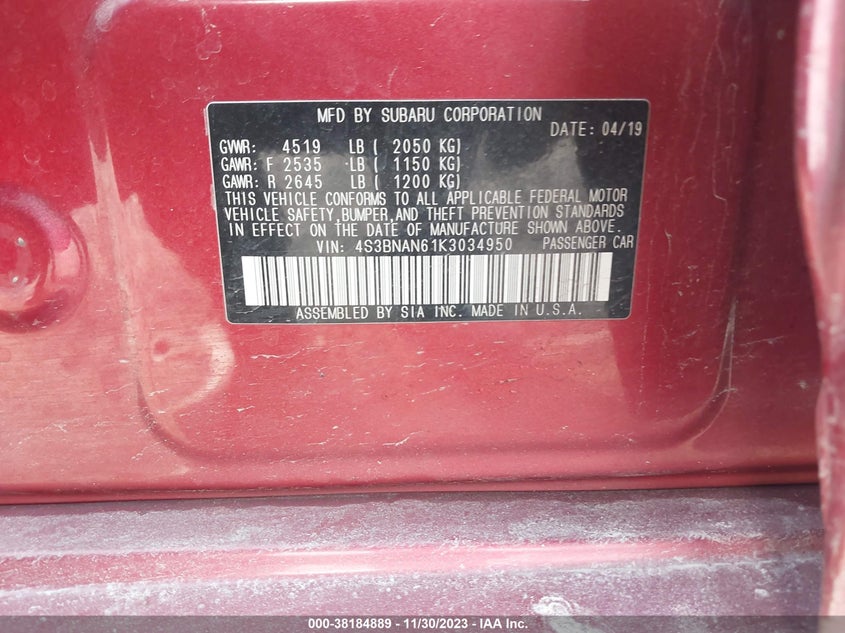 MFD BY SUBARU CORPORATION
DATE: 04/19
GVWR: 4519 LB ( 2050 KG)
GAWR: F 2535 LB ( 1150 KG)
GAWR: R 2645 LB ( 1200 KG)
THIS VEHICLE CONFORMS TO ALL APPLICABLE FEDERAL MOTOR
VEHICLE SAFETY,BUMPER,AND THEFT PREVENTION STANDARDS
IN EFFECT ON THE DATE OF MANUFACTURE SHOWN ABOVE.
VIN: 4S3BNAN61K3034950 PASSENGER CAR
ASSEMBLED BY SIA INC. MADE IN U.S.A.
000-38184889 - 11/30/2023 - IAA Inc.